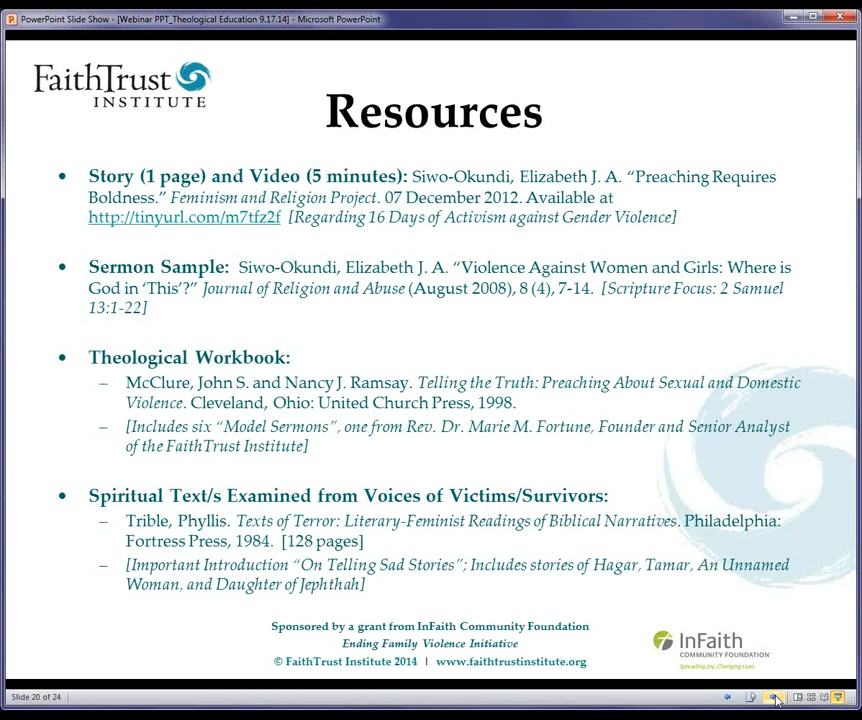 PowerPoint Slide Show - [Webinar PPT_Theological Education 9.17.14] - Microsoft PowerPoint
FaithTrust
INSTITUTE
Resources
• Story (1 page) and Video (5 minutes): Siwo-Okundi, Elizabeth J. A. “Preaching Requires
Boldness.” Feminism and Religion Project. 07 December 2012. Available at
http://tinyurl.com/m7tfz2f [Regarding 16 Days of Activism against Gender Violence]
• Sermon Sample: Siwo-Okundi, Elizabeth J. A. “Violence Against Women and Girls: Where is
God in ‘This’?” Journal of Religion and Abuse (August 2008), 8 (4), 7-14. [Scripture Focus: 2 Samuel
13:1-22]
• Theological Workbook:
– McClure, John S. and Nancy J. Ramsay. Telling the Truth: Preaching About Sexual and Domestic
Violence. Cleveland, Ohio: United Church Press, 1998.
– [Includes six “Model Sermons”, one from Rev. Dr. Marie M. Fortune, Founder and Senior Analyst
of the FaithTrust Institute]
• Spiritual Text/s Examined from Voices of Victims/Survivors:
– Trible, Phyllis. Texts of Terror: Literary-Feminist Readings of Biblical Narratives. Philadelphia:
Fortress Press, 1984. [128 pages]
– [Important Introduction “On Telling Sad Stories”; Includes stories of Hagar, Tamar, An Unnamed
Woman, and Daughter of Jephthah]
Sponsored by a grant from InFaith Community Foundation
Ending Family Violence Initiative
© FaithTrust Institute 2014 | www.faithtrustinstitute.org
InFaith
COMMUNITY FOUNDATION
Spreading Joy. Changing Lives.
Slide 20 of 24